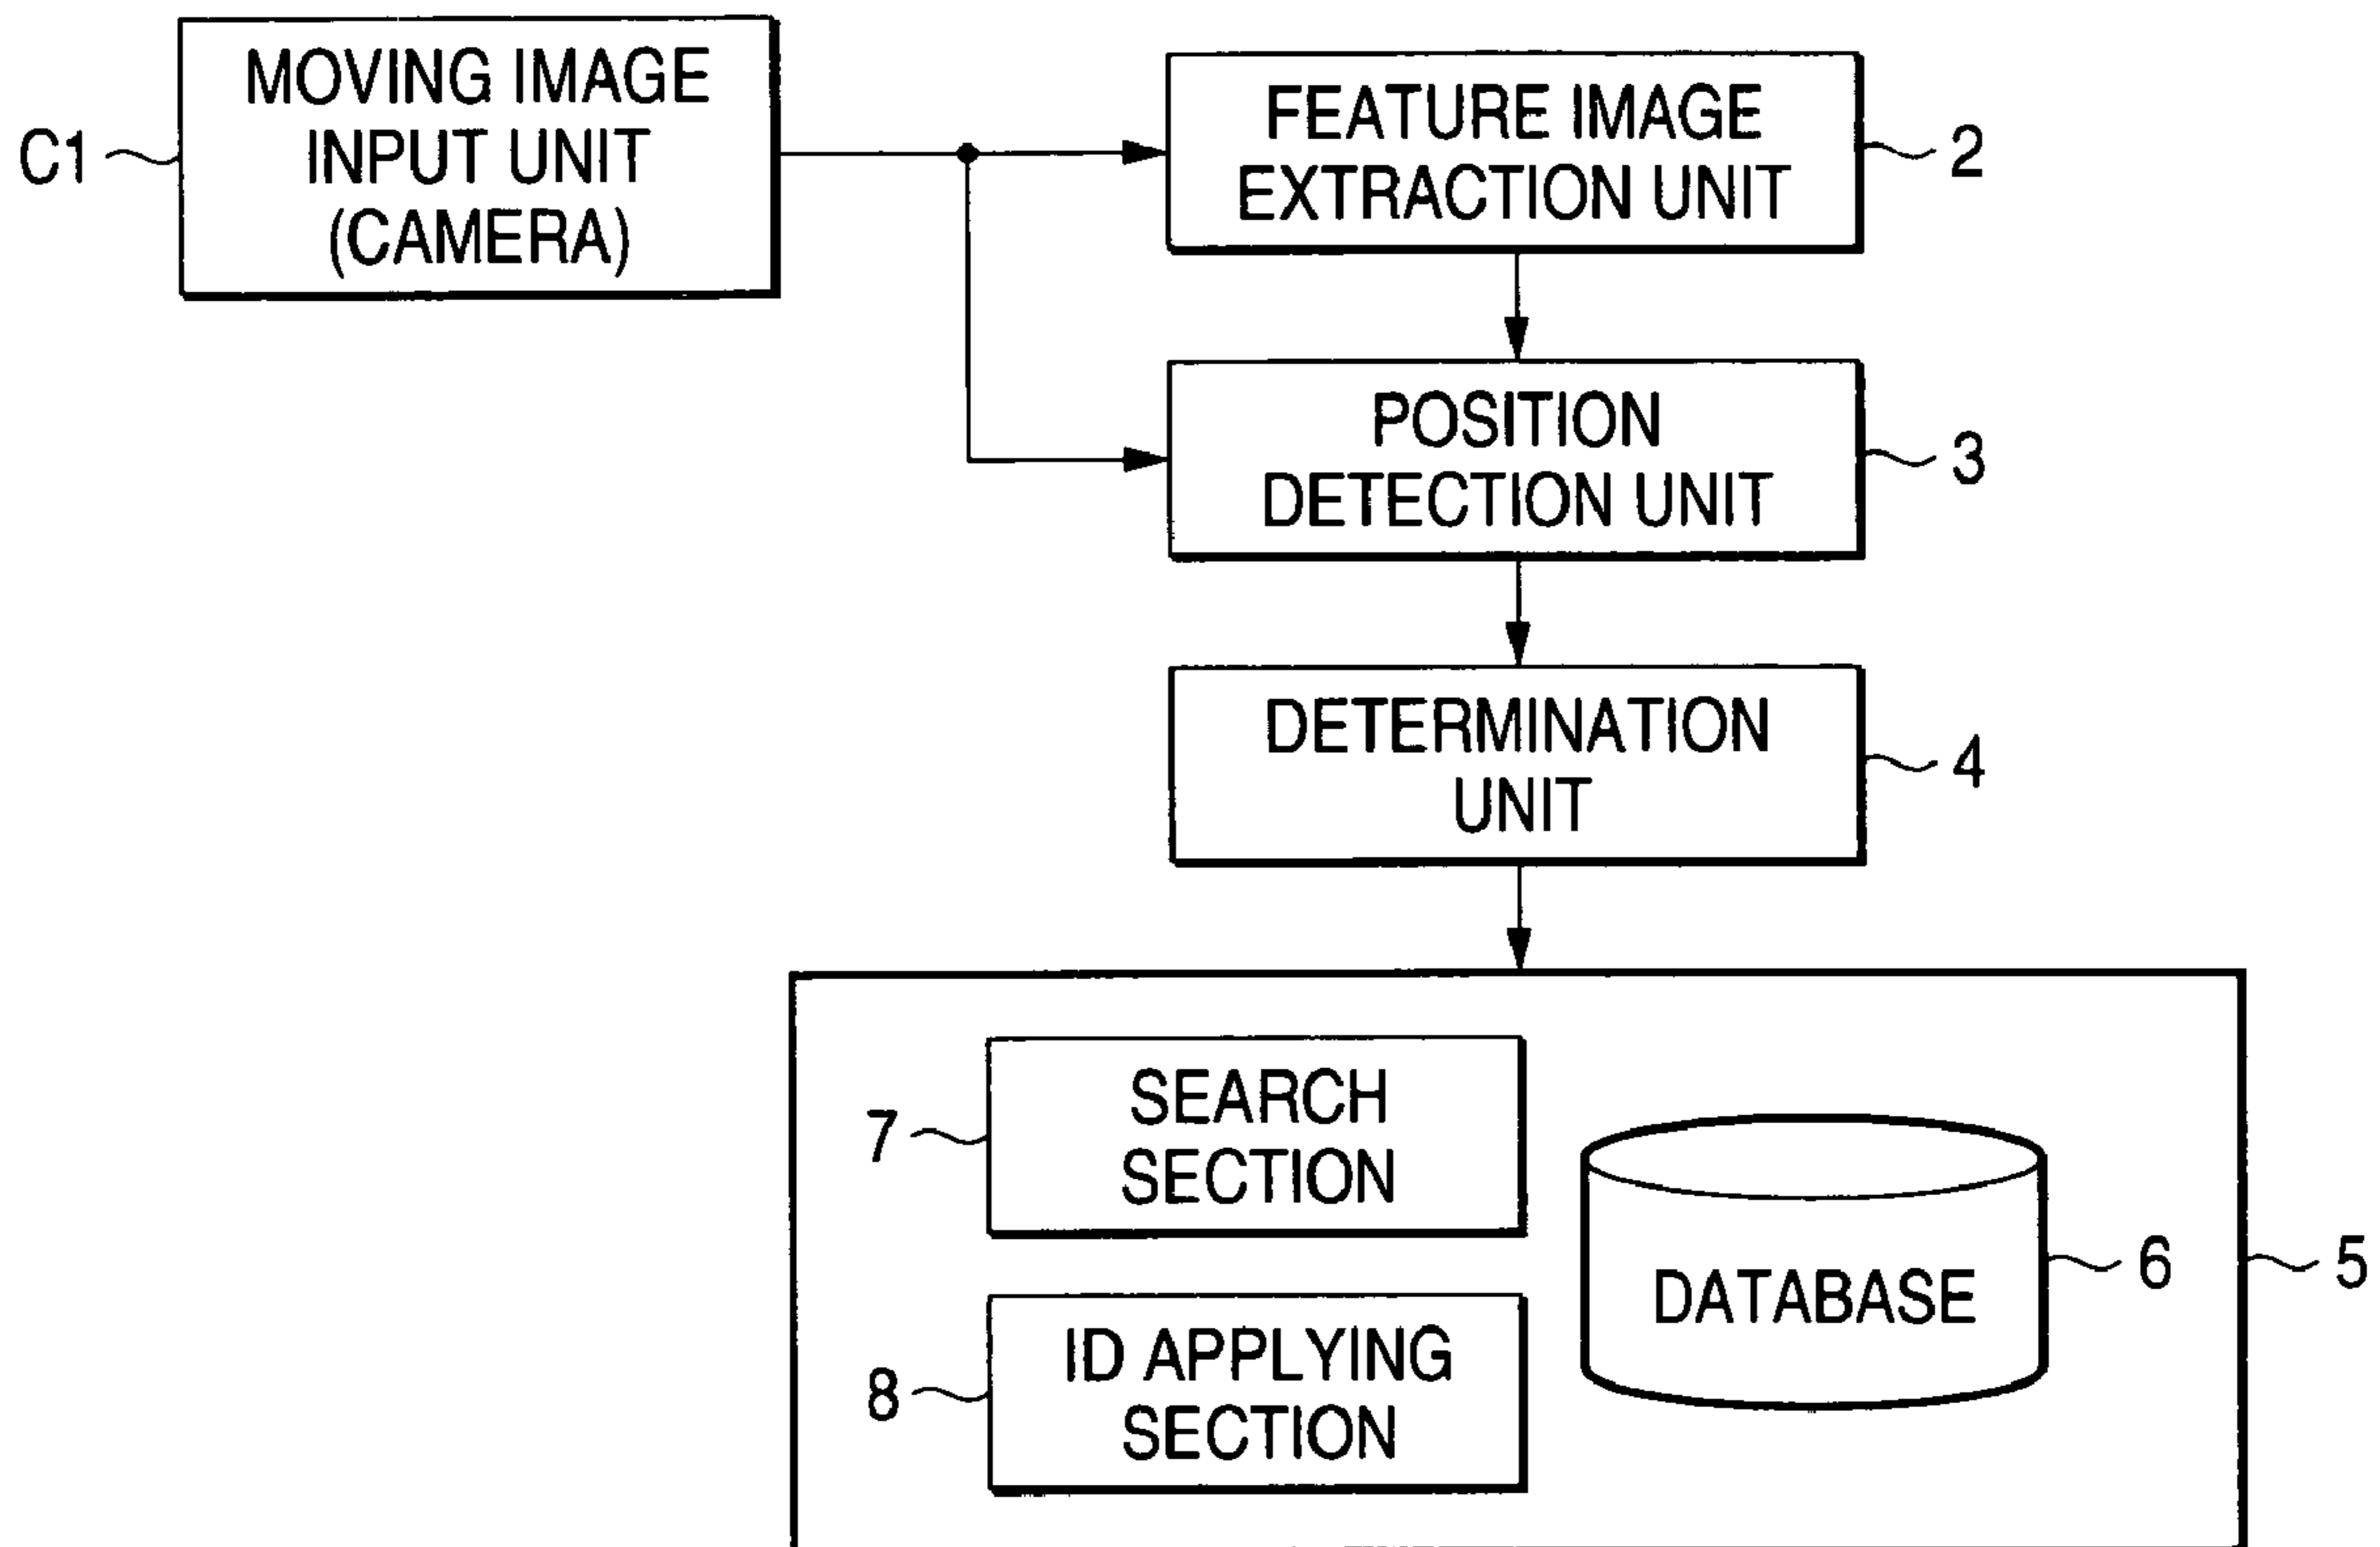 MOVING IMAGE
INPUT UNIT
(CAMERA)
C1
FEATURE IMAGE
EXTRACTION UNIT
2
POSITION
DETECTION UNIT
3
DETERMINATION
UNIT
4
SEARCH
SECTION
7
DATABASE
6
5
ID APPLYING
SECTION
8